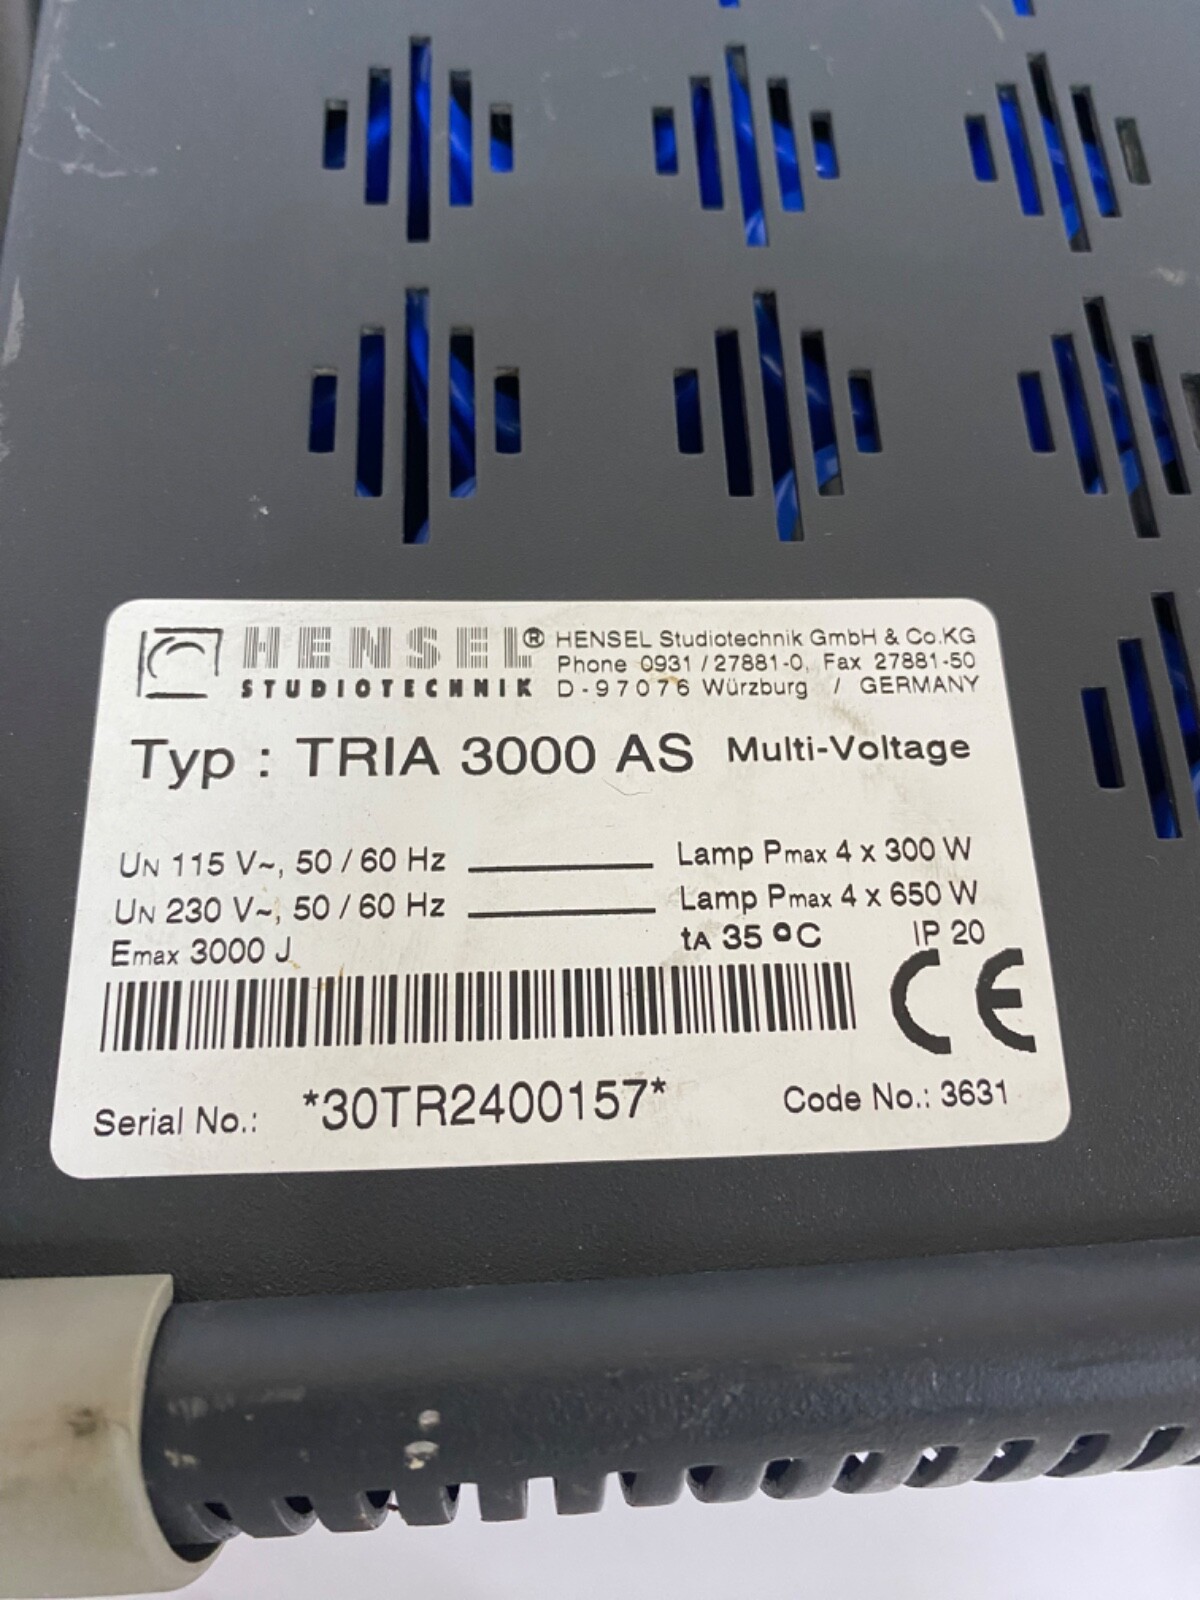 HENSEL® HENSEL Studiotechnik GmbH & Co.KG
STUDIOTECHNIK Phone 0931 / 27881-0, Fax 27881-50
D-97076 Würzburg / GERMANY
Typ : TRIA 3000 AS Multi-Voltage
UN 115 V~, 50 / 60 Hz Lamp Pmax 4 x 300 W
UN 230 V~, 50 / 60 Hz Lamp Pmax 4 x 650 W
Emax 3000 J tA 35 °C IP 20
CE
Serial No.: *30TR2400157* Code No.: 3631